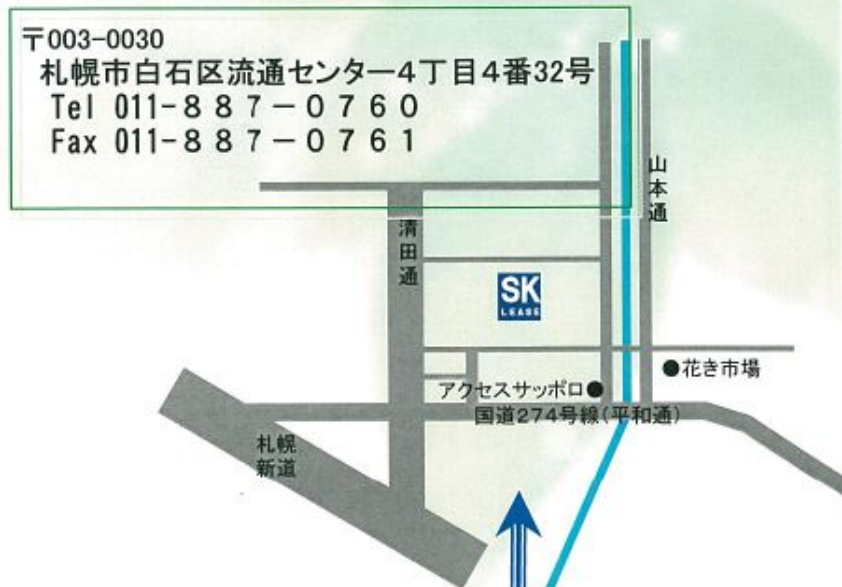 〒003-0030
札幌市白石区流通センター4丁目4番32号
Tel 011-８８７－０７６０
Fax 011-８８７－０７６１
山本通
清田通
SK
LEASE
●花き市場
アクセスサッポロ●
国道274号線(平和通)
札幌
新道